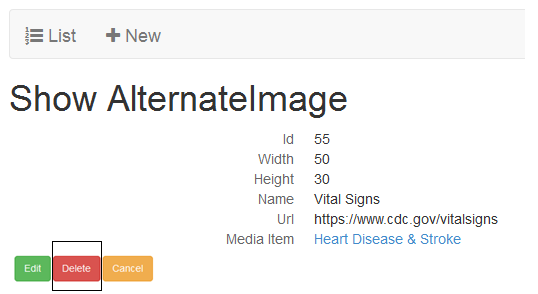 List New
Show AlternateImage
Id 55
Width 50
Height 30
Name Vital Signs
Url https://www.cdc.gov/vitalsigns
Media Item Heart Disease & Stroke
Edit Delete Cancel